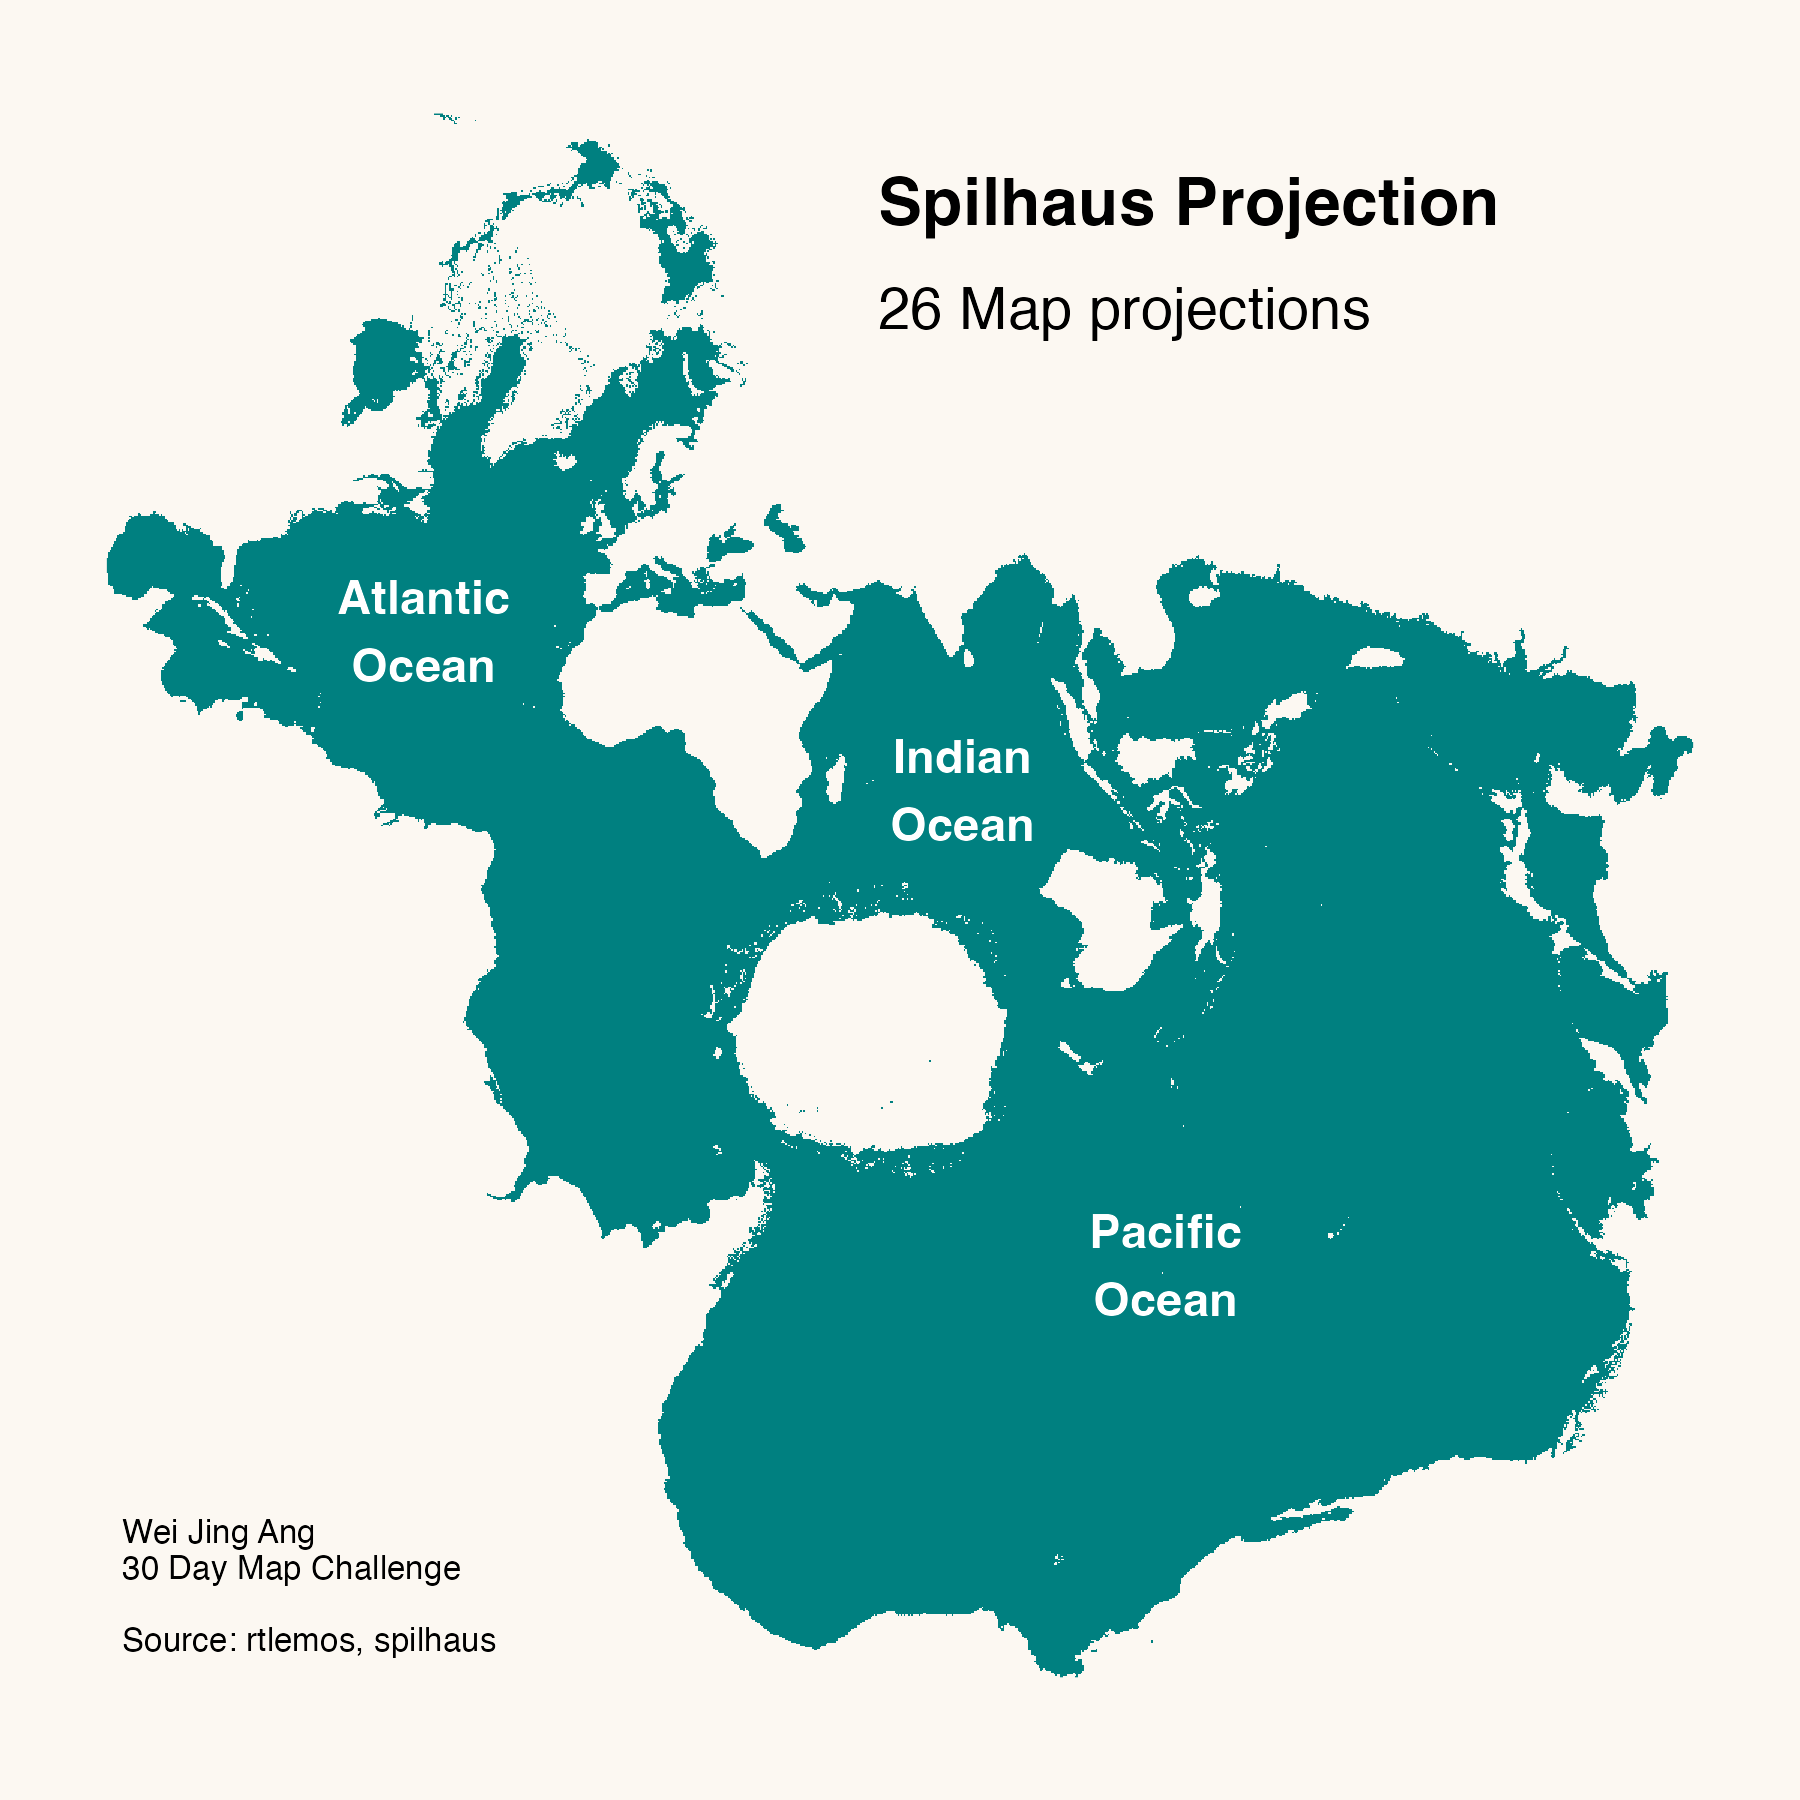 Spilhaus Projection
26 Map projections
Atlantic
Ocean
Indian
Ocean
Pacific
Ocean
Wei Jing Ang
30 Day Map Challenge
Source: rtlemos, spilhaus